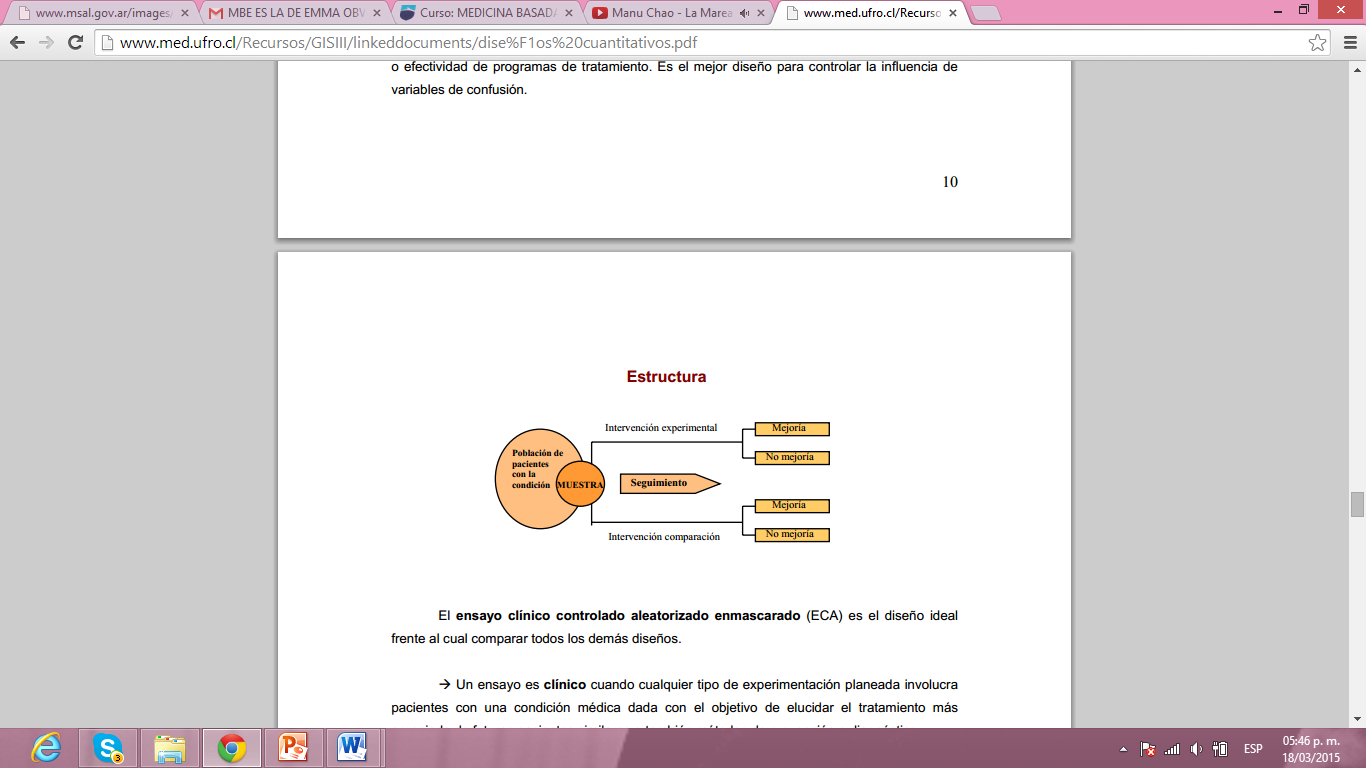 www.msal.gov.ar/images/
MBE ES LA DE EMMA OBV
Curso: MEDICINA BASADA
Manu Chao - La Marea
www.med.ufro.cl/Recurso
www.med.ufro.cl/Recursos/GISIII/linkeddocuments/dise%F1os%20cuantitativos.pdf
o efectividad de programas de tratamiento. Es el mejor diseño para controlar la influencia de
variables de confusión.
10
Estructura
Intervención experimental
Mejoría
Población de
pacientes
con la
condición
No mejoría
MUESTRA
Seguimiento
Mejoría
No mejoría
Intervención comparación
El ensayo clínico controlado aleatorizado enmascarado (ECA) es el diseño ideal
frente al cual comparar todos los demás diseños.
→ Un ensayo es clínico cuando cualquier tipo de experimentación planeada involucra
pacientes con una condición médica dada con el objetivo de elucidar el tratamiento más
3
ESP
05:46 p. m.
18/03/2015